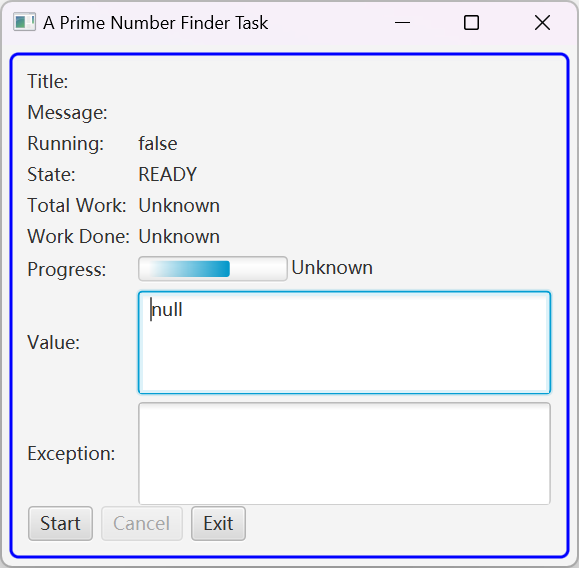 A Prime Number Finder Task
Title:
Message:
Running: false
State: READY
Total Work: Unknown
Work Done: Unknown
Progress: Unknown
Value: null
Exception:
Start Cancel Exit